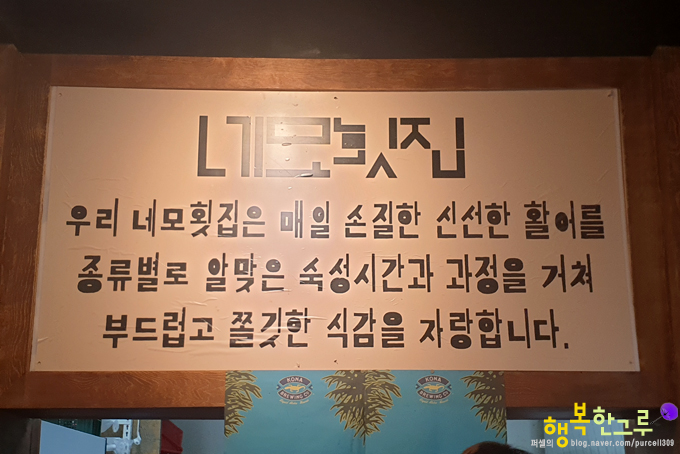 네모횟집
우리 네모횟집은 매일 손질한 신선한 활어를
종류별로 알맞은 숙성시간과 과정을 거쳐
부드럽고 쫄깃한 식감을 자랑합니다.
KONA
BREWING CO
KONA
BREWING CO
행복한그루
퍼셀의 blog.naver.com/purcell309